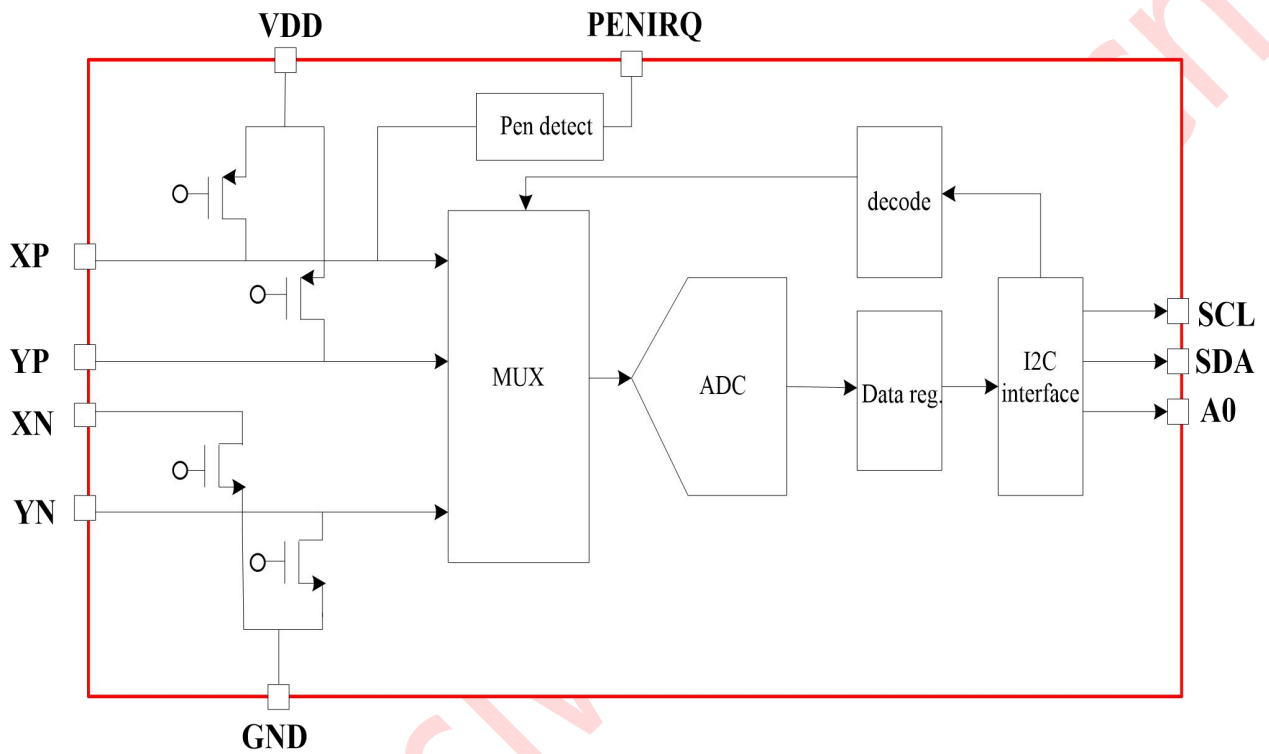 VDD
PENIRQ
Pen detect
decode
XP
SCL
YP
MUX
ADC
Data reg.
I2C
interface
SDA
XN
A0
YN
GND